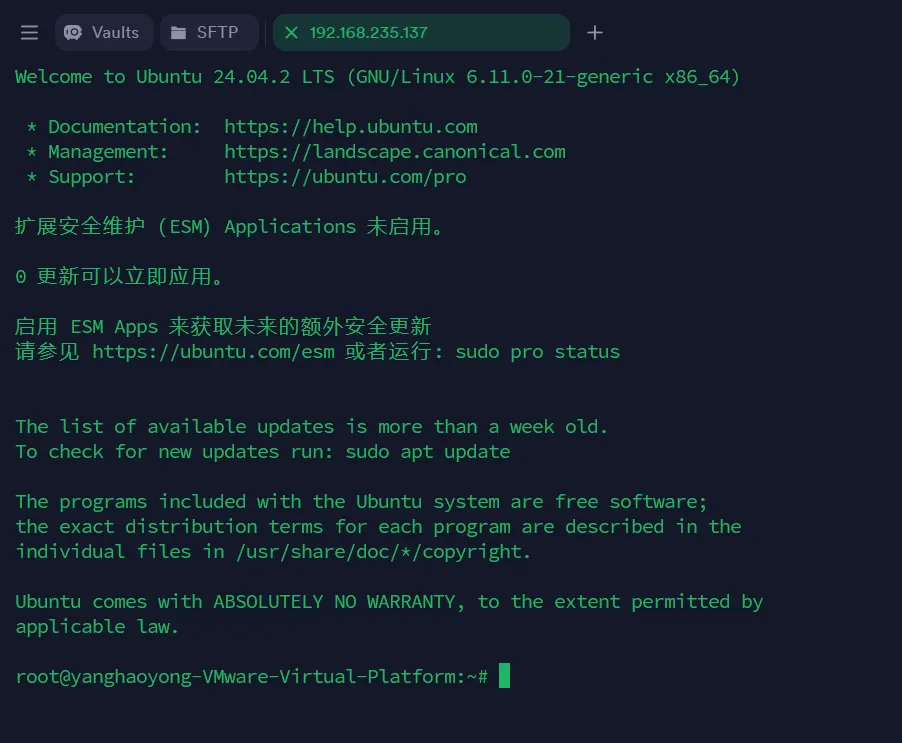 Vaults SFTP 192.168.235.137
Welcome to Ubuntu 24.04.2 LTS (GNU/Linux 6.11.0-21-generic x86_64)
* Documentation: https://help.ubuntu.com
* Management: https://landscape.canonical.com
* Support: https://ubuntu.com/pro
扩展安全维护 (ESM) Applications 未启用。
0 更新可以立即应用。
启用 ESM Apps 来获取未来的额外安全更新
请参见 https://ubuntu.com/esm 或者运行: sudo pro status
The list of available updates is more than a week old.
To check for new updates run: sudo apt update
The programs included with the Ubuntu system are free software;
the exact distribution terms for each program are described in the
individual files in /usr/share/doc/*/copyright.
Ubuntu comes with ABSOLUTELY NO WARRANTY, to the extent permitted by
applicable law.
root@yanghaoyong-VMware-Virtual-Platform:~#